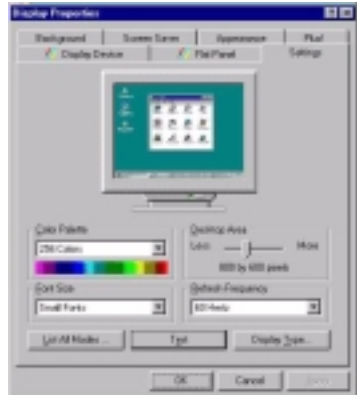 Display Properties
Background Screen Saver Appearance Plus!
Display Device Flat Panel Settings
Color Palette Desktop Area
256 Colors Less More
800 by 600 pixels
Font Size Refresh Frequency
Small Fonts 60 Hertz
List All Modes... Test Display Type...
OK Cancel Apply